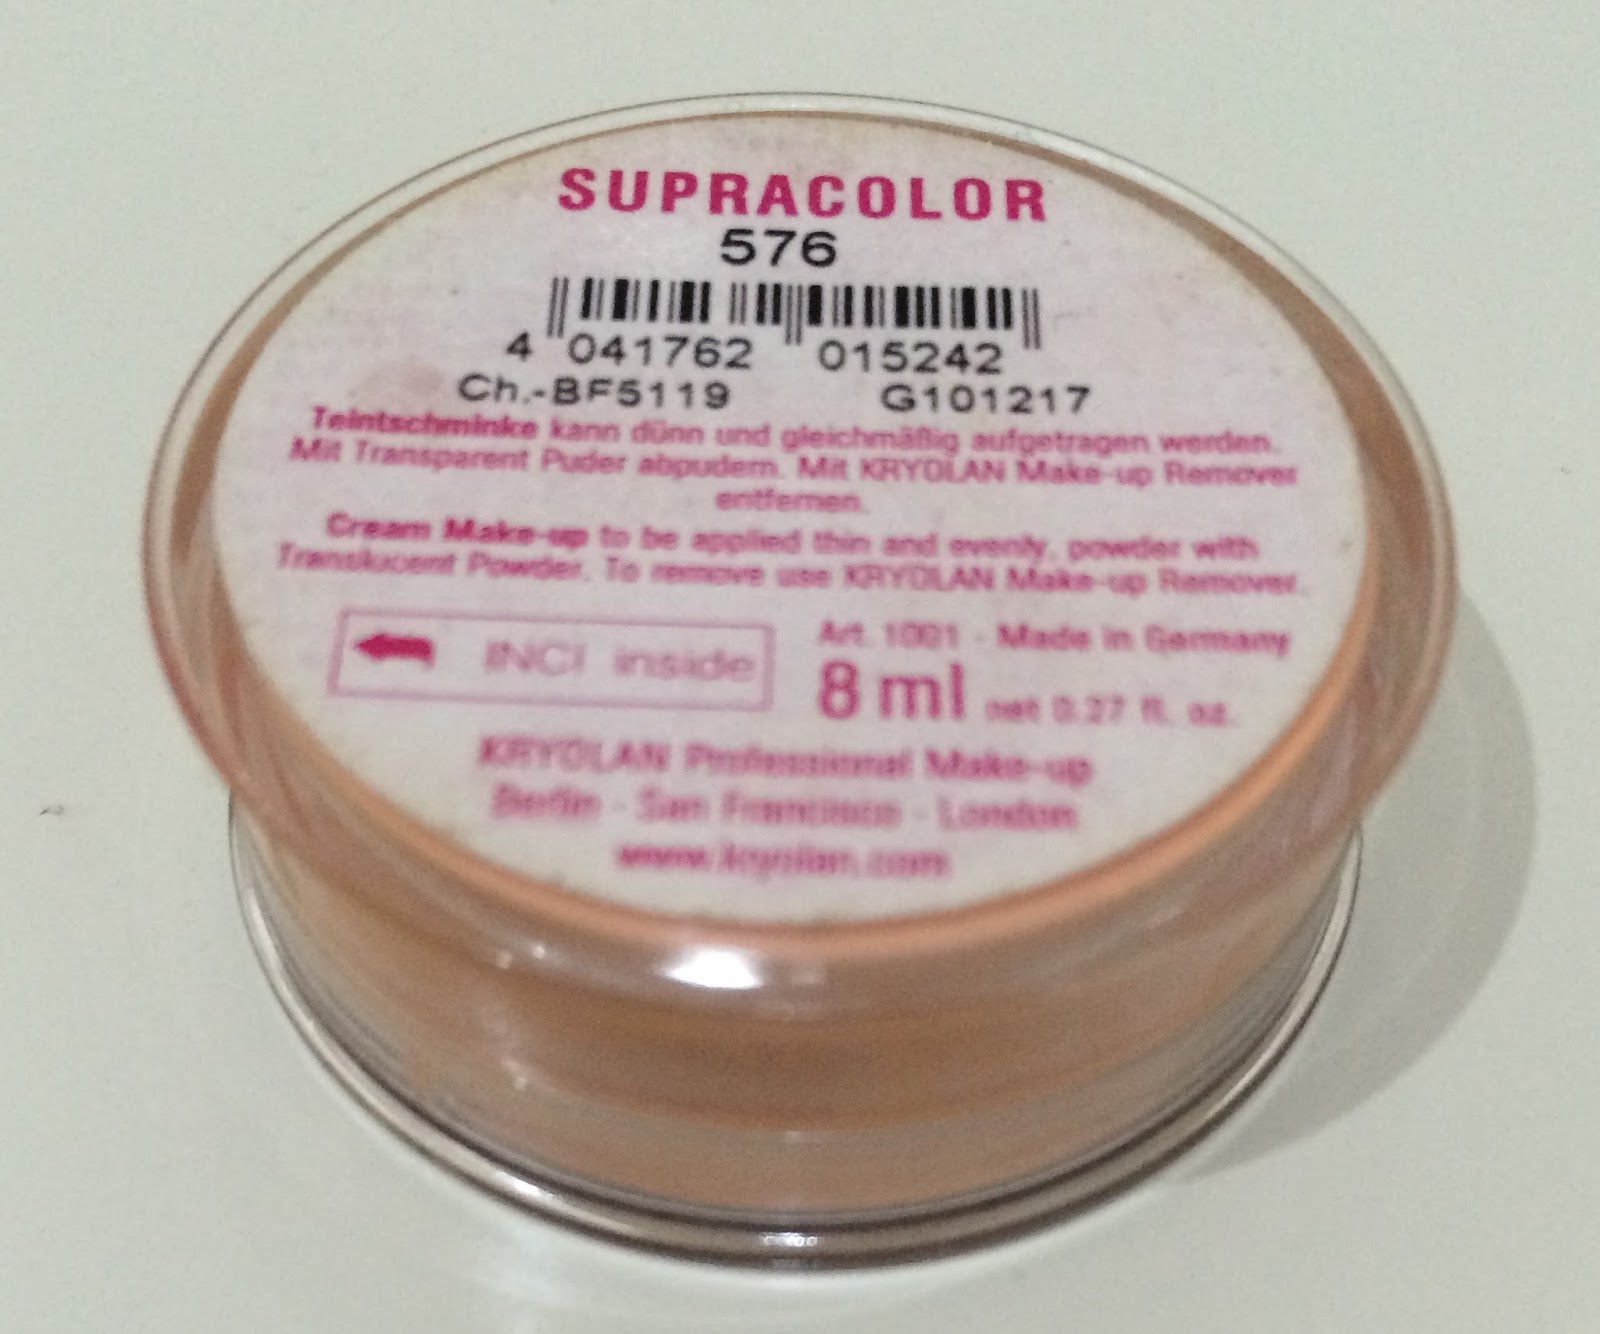 SUPRACOLOR
576
4 041762 015242
Ch.-BF5119 G101217
Teintschminke kann dünn und gleichmäßig aufgetragen werden.
Mit Transparent Puder abpudern. Mit KRYOLAN Make-up Remover
entfernen.
Cream Make-up to be applied thin and evenly, powder with
Translucent Powder. To remove use KRYOLAN Make-up Remover.
INCI inside
Art. 1001 · Made in Germany
8 ml net 0.27 fl. oz.
KRYOLAN Professional Make-up
Berlin · San Francisco · London
www.kryolan.com